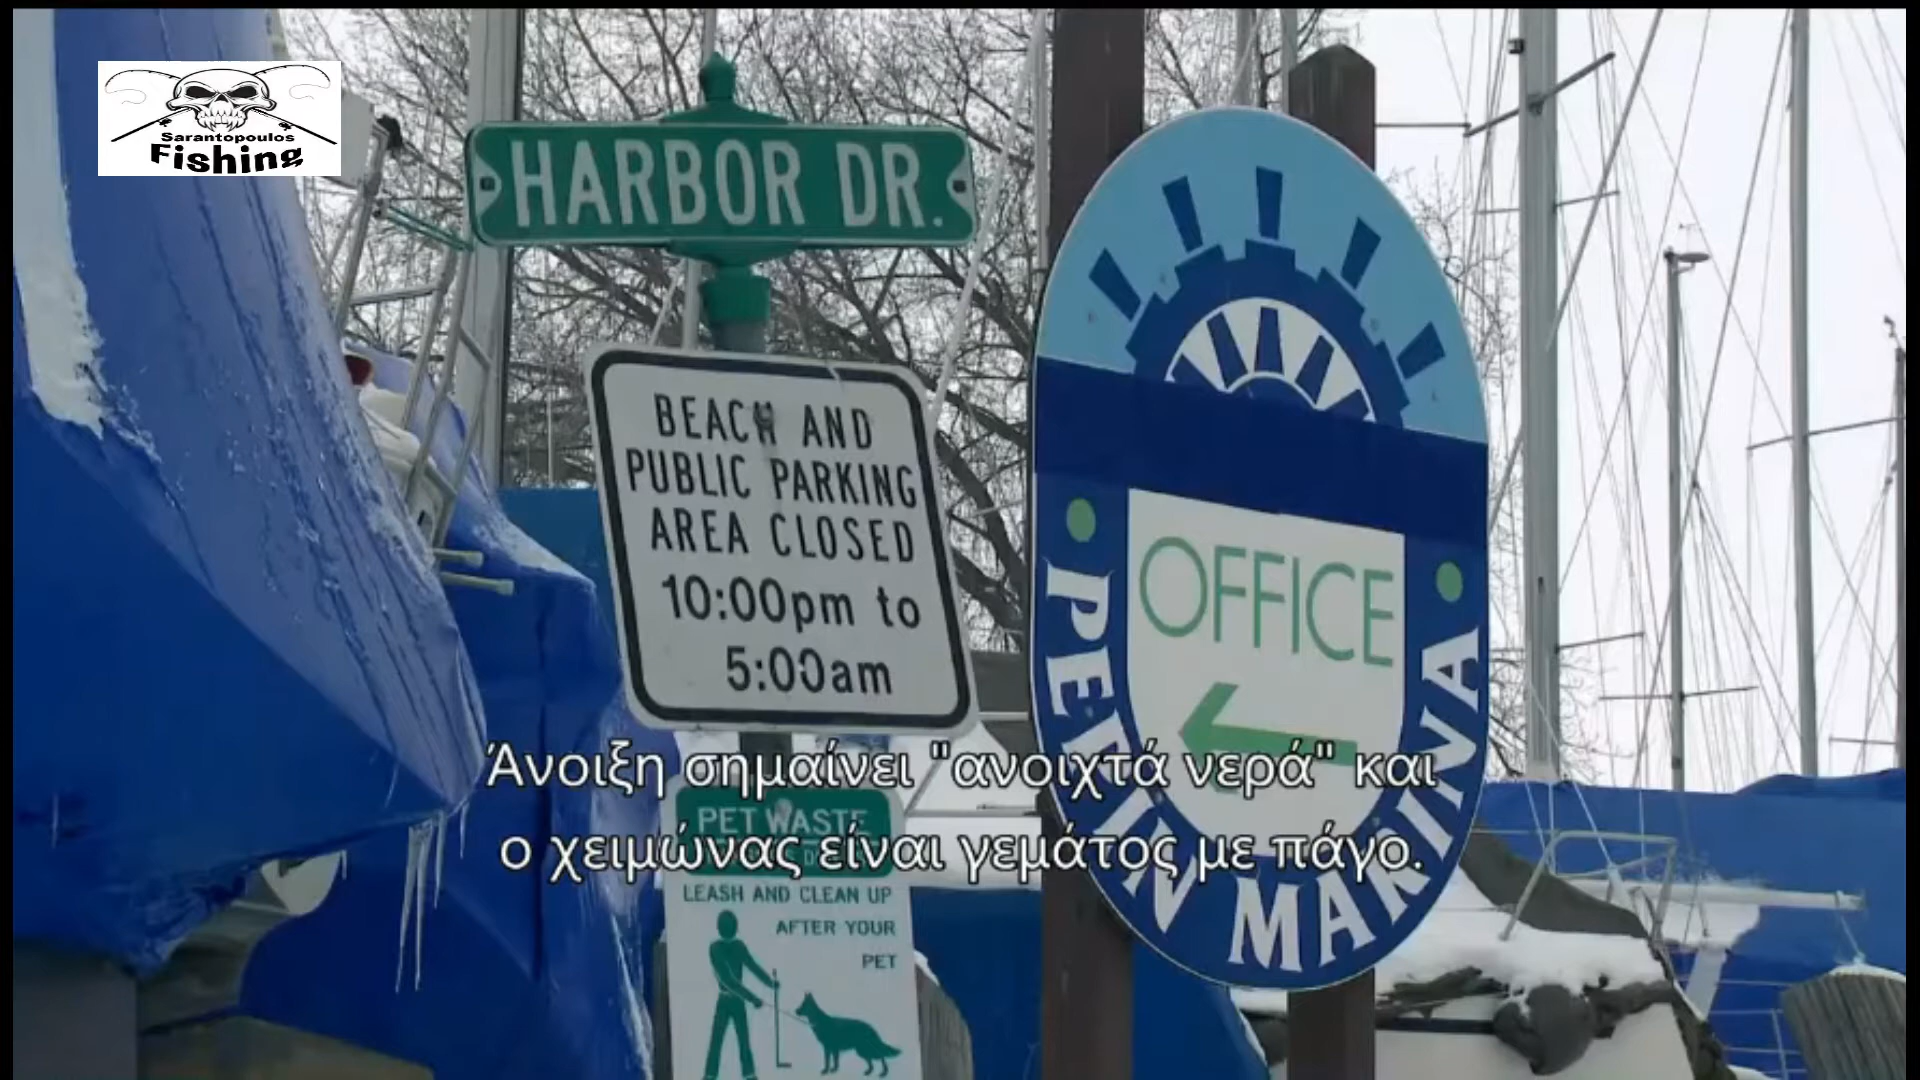 Sarantopoulos
Fishing
HARBOR DR.
BEACH AND
PUBLIC PARKING
AREA CLOSED
10:00pm to
5:00am
OFFICE
PELIN MARINA
Άνοιξη σημαίνει "ανοιχτά νερά" και
ο χειμώνας είναι γεμάτος με πάγο.
PET WASTE
LEASH AND CLEAN UP
AFTER YOUR
PET